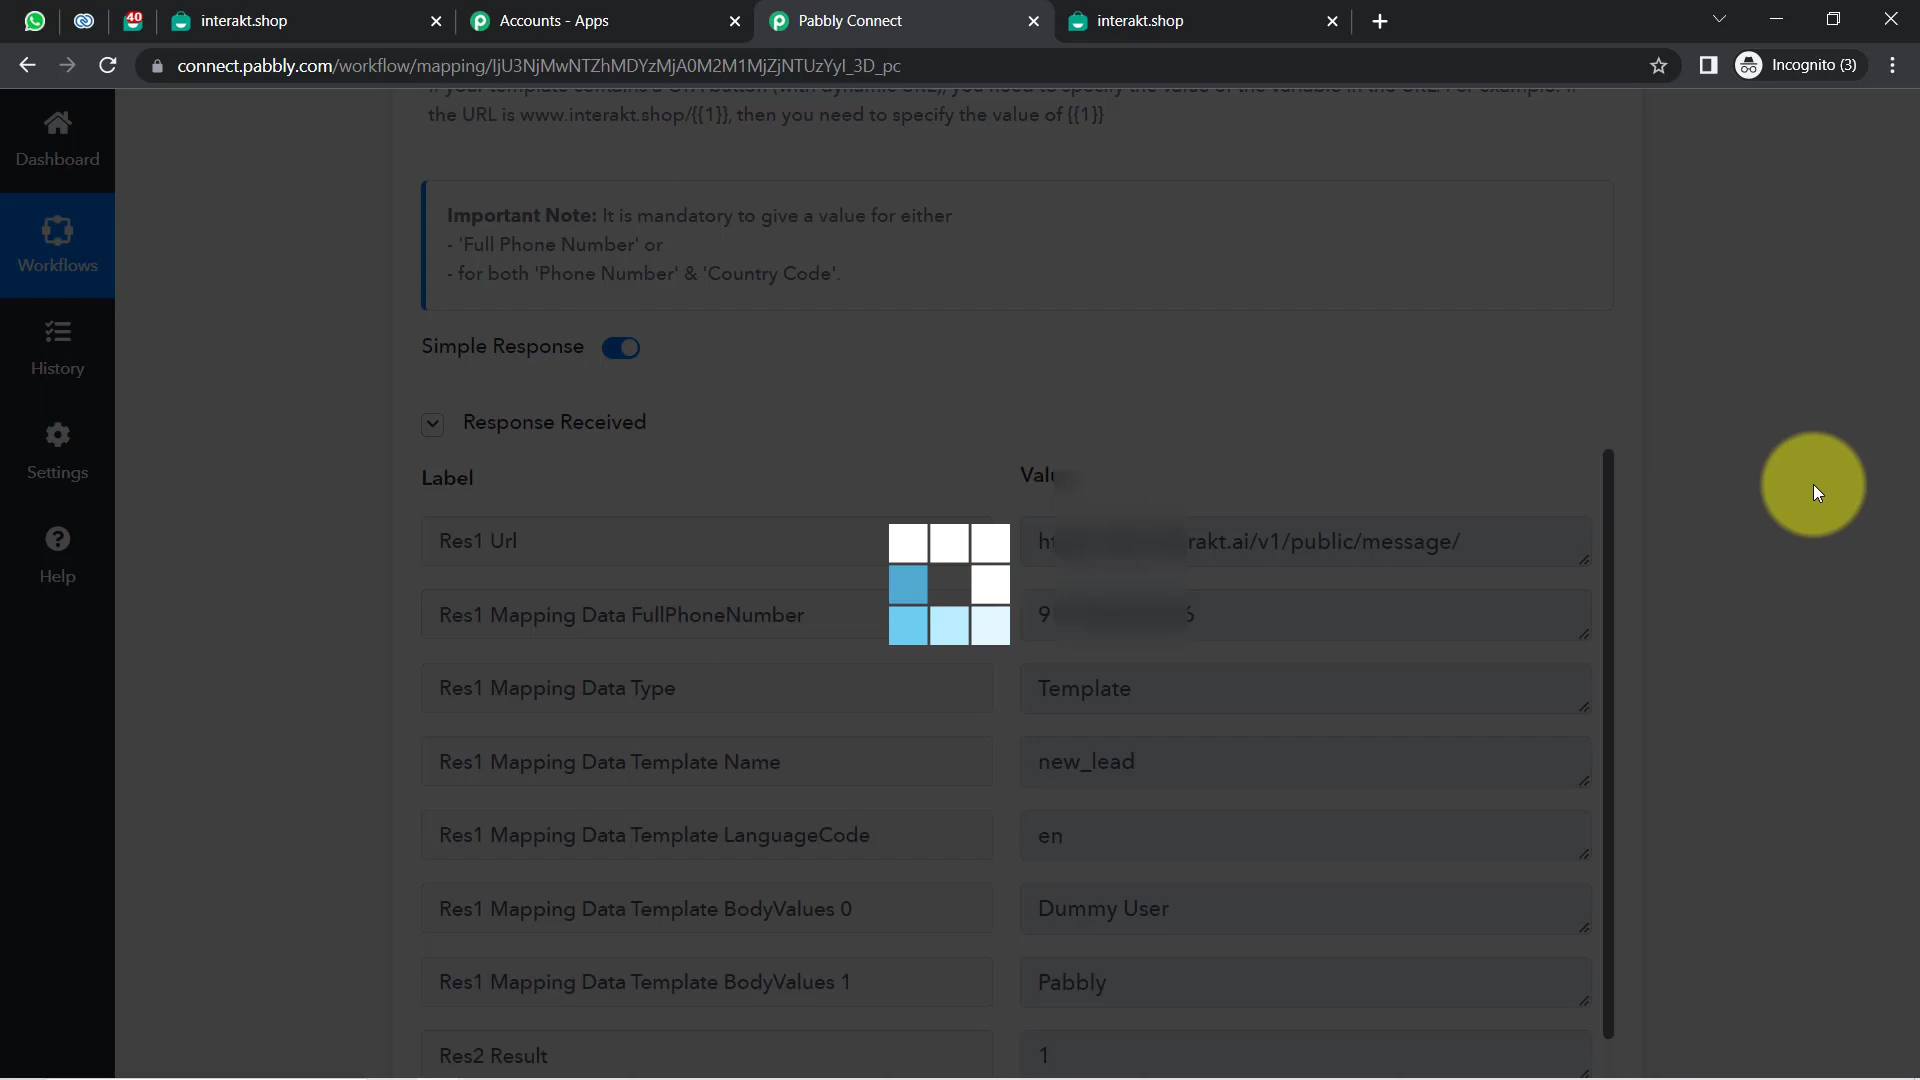 40
interakt.shop
Accounts - Apps
Pabbly Connect
interakt.shop
connect.pabbly.com/workflow/mapping/IjU3NjMwNTZhMDYzMjA0M2M1MjZjNTUzYyI_3D_pc
Incognito (3)
the URL is www.interakt.shop/{{1}}, then you need to specify the value of {{1}}
Dashboard
Workflows
History
Settings
Help
Important Note: It is mandatory to give a value for either
- 'Full Phone Number' or
- for both 'Phone Number' & 'Country Code'.
Simple Response
Response Received
Label
Res1 Url
rakt.ai/v1/public/message/
Res1 Mapping Data FullPhoneNumber
Res1 Mapping Data Type
Template
Res1 Mapping Data Template Name
new_lead
Res1 Mapping Data Template LanguageCode
en
Res1 Mapping Data Template BodyValues 0
Dummy User
Res1 Mapping Data Template BodyValues 1
Pabbly
Res2 Result
1